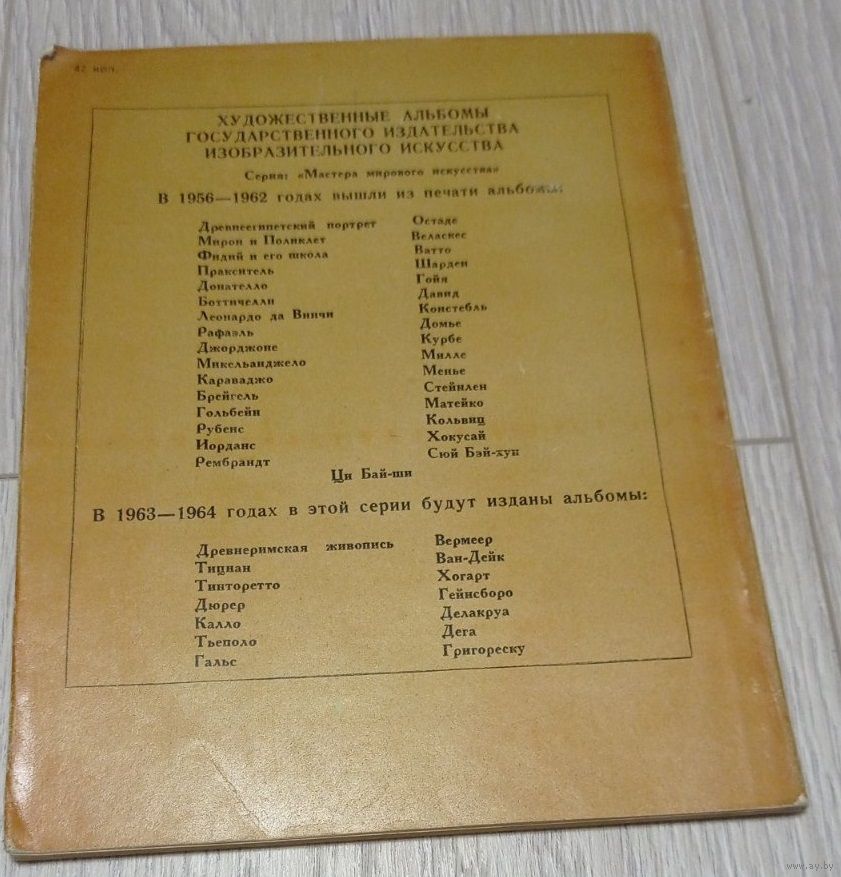 42 коп.
ХУДОЖЕСТВЕННЫЕ АЛЬБОМЫ
ГОСУДАРСТВЕННОГО ИЗДАТЕЛЬСТВА
ИЗОБРАЗИТЕЛЬНОГО ИСКУССТВА
Серия: «Мастера мирового искусства»
В 1956—1962 годах вышли из печати альбомы:
Древнеегипетский портрет
Мирон и Поликлет
Фидий и его школа
Пракситель
Донателло
Боттичелли
Леонардо да Винчи
Рафаэль
Джорджоне
Микельанджело
Караваджо
Брейгель
Гольбейн
Рубенс
Иорданс
Рембрандт
Остаде
Веласкес
Ватто
Шарден
Гойя
Давид
Констебль
Домье
Курбе
Милле
Менье
Стейнлен
Матейко
Кольвиц
Хокусай
Сюй Бэй-хун
Ци Бай-ши
В 1963—1964 годах в этой серии будут изданы альбомы:
Древнеримская живопись
Тициан
Тинторетто
Дюрер
Калло
Тьеполо
Гальс
Вермеер
Ван-Дейк
Хогарт
Гейнсборо
Делакруа
Дега
Григореску
www.ay.by